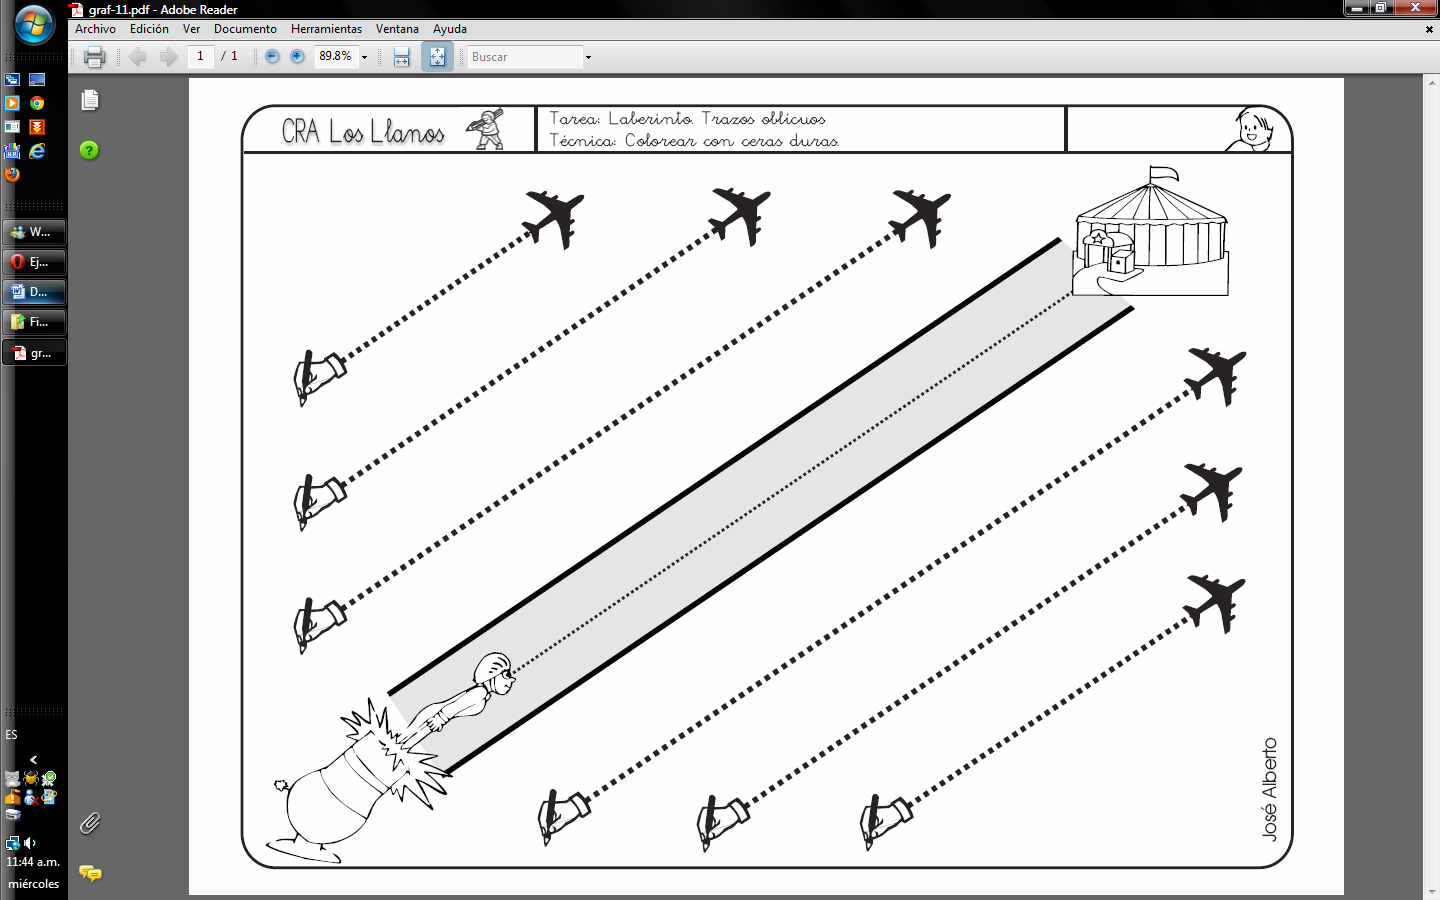 graf-11.pdf - Adobe Reader
Archivo Edición Ver Documento Herramientas Ventana Ayuda
1 / 1 89.8% Buscar
CRA Los Llanos
Tarea: Laberinto. Trazos oblicuos
Técnica: Colorear con ceras duras.
W...
Ej...
D...
Fi...
gr...
José Alberto
ES
11:44 a.m.
miércoles